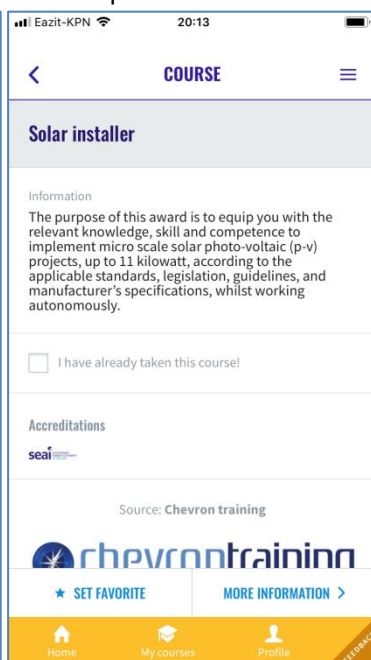 Eazit-KPN 20:13
COURSE
Solar installer
Information
The purpose of this award is to equip you with the
relevant knowledge, skill and competence to
implement micro scale solar photo-voltaic (p-v)
projects, up to 11 kilowatt, according to the
applicable standards, legislation, guidelines, and
manufacturer's specifications, whilst working
autonomously.
I have already taken this course!
Accreditations
seai
Source: Chevron training
chevrontraining
★ SET FAVORITE MORE INFORMATION >
Home My courses Profile
FEEDBACK